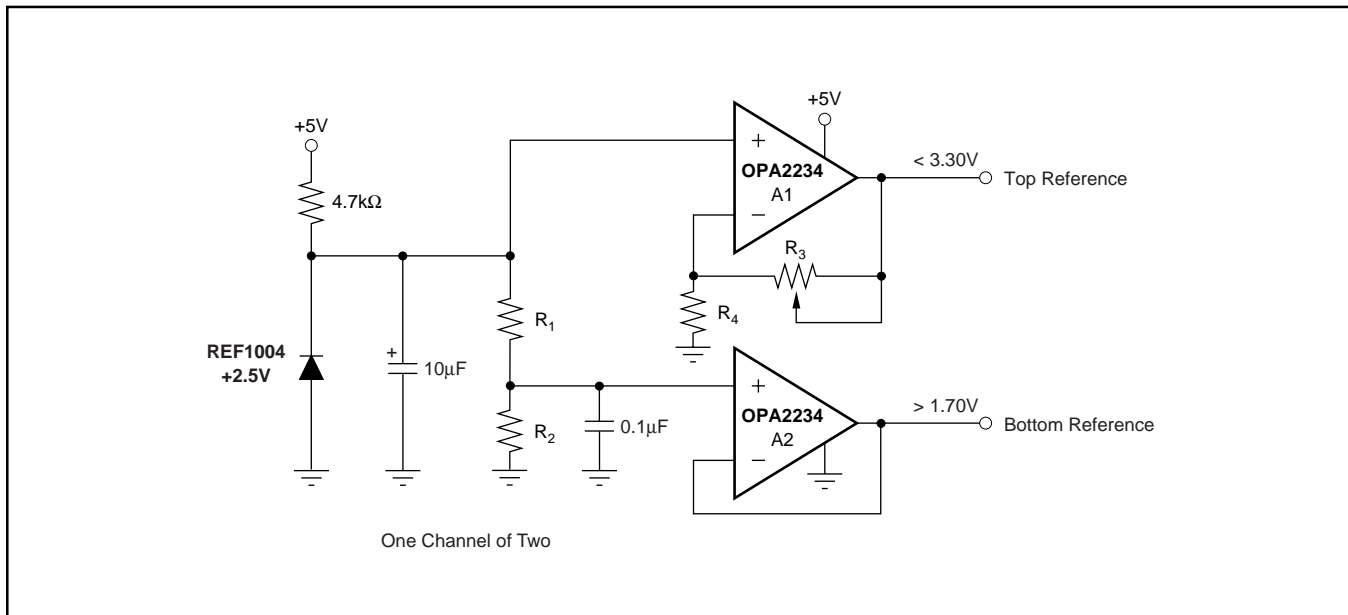 +5V
4.7kΩ
REF1004
+2.5V
+
10µF
R1
R2
0.1µF
+5V
+
OPA2234
A1
−
< 3.30V
Top Reference
R3
R4
+
OPA2234
A2
−
> 1.70V
Bottom Reference
One Channel of Two